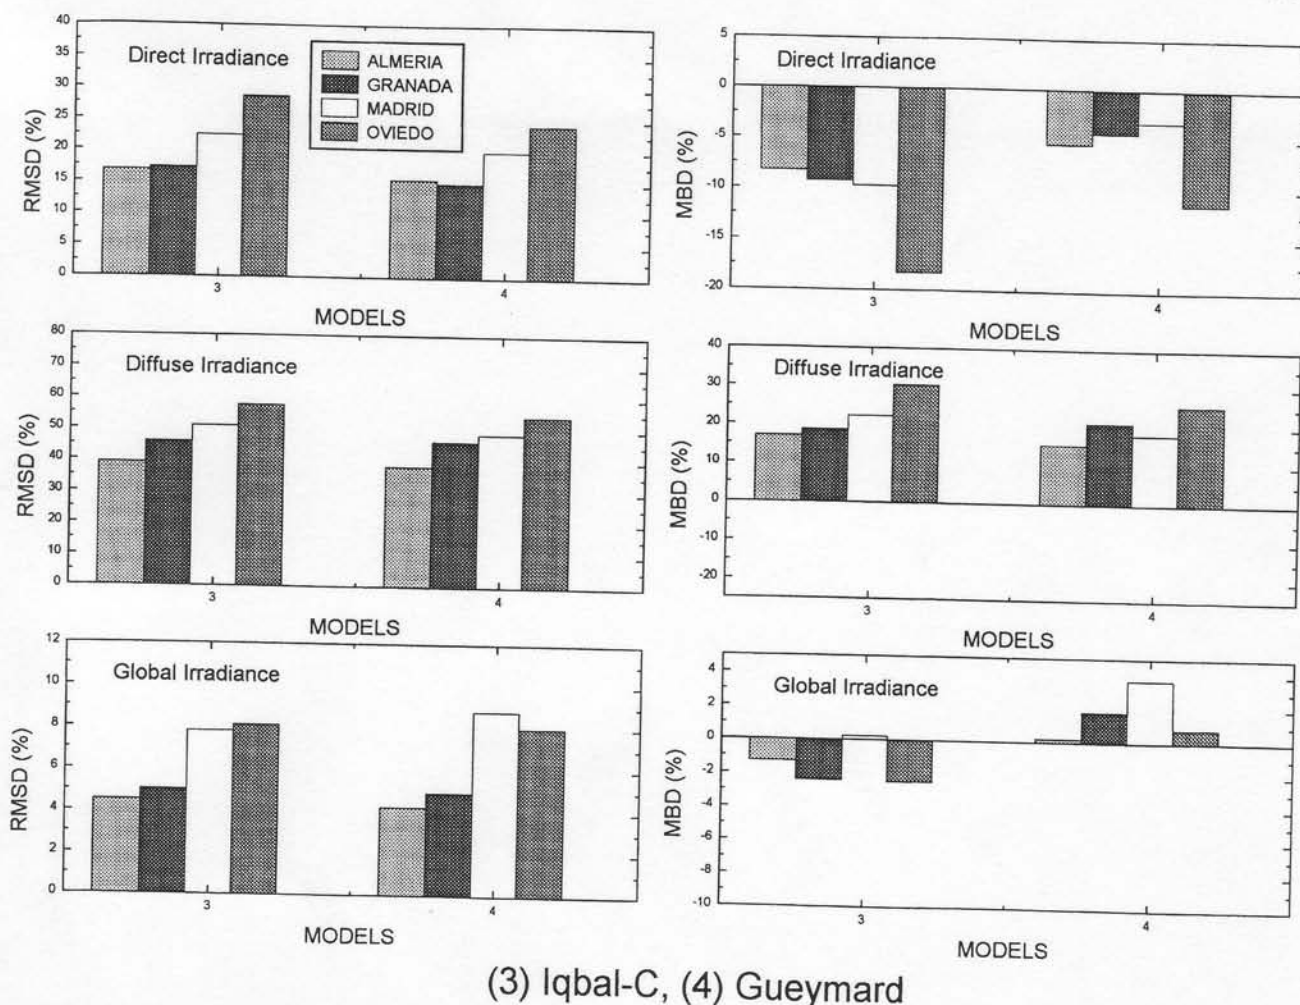 40
35
30
25
20
15
10
5
0
RMSD (%)
Direct Irradiance
ALMERIA
GRANADA
MADRID
OVIEDO
3
4
MODELS
5
0
-5
-10
-15
-20
MBD (%)
Direct Irradiance
3
4
MODELS
80
70
60
50
40
30
20
10
0
RMSD (%)
Diffuse Irradiance
3
4
MODELS
40
30
20
10
0
-10
-20
MBD (%)
Diffuse Irradiance
3
4
MODELS
12
10
8
6
4
2
0
RMSD (%)
Global Irradiance
3
4
MODELS
4
2
0
-2
-4
-6
-8
-10
MBD (%)
Global Irradiance
3
4
MODELS
(3) Iqbal-C, (4) Gueymard